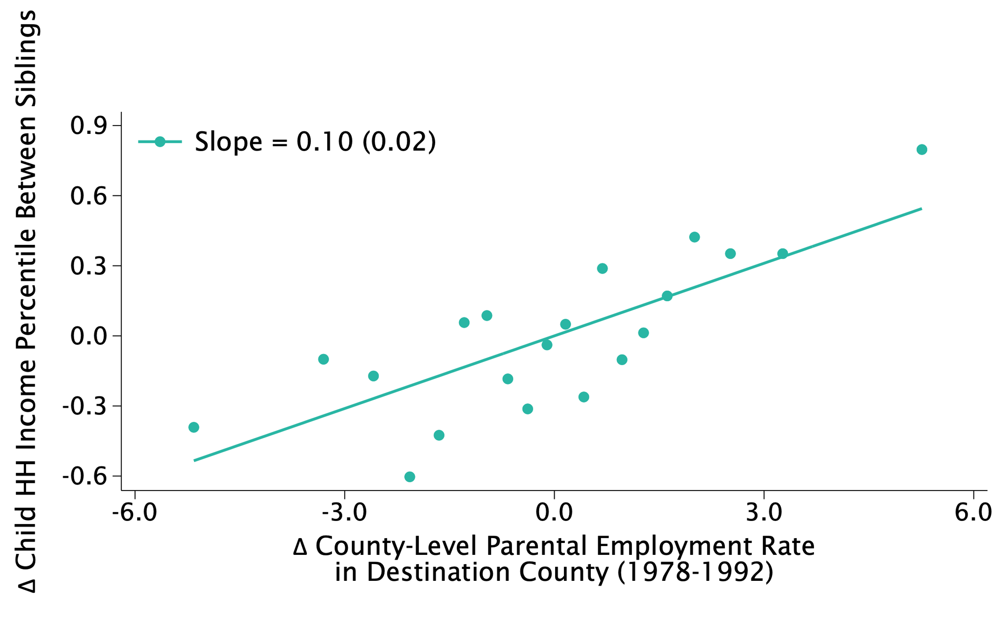 Δ Child HH Income Percentile Between Siblings
0.9
0.6
0.3
0.0
-0.3
-0.6
Slope = 0.10 (0.02)
-6.0 -3.0 0.0 3.0 6.0
Δ County-Level Parental Employment Rate
in Destination County (1978-1992)